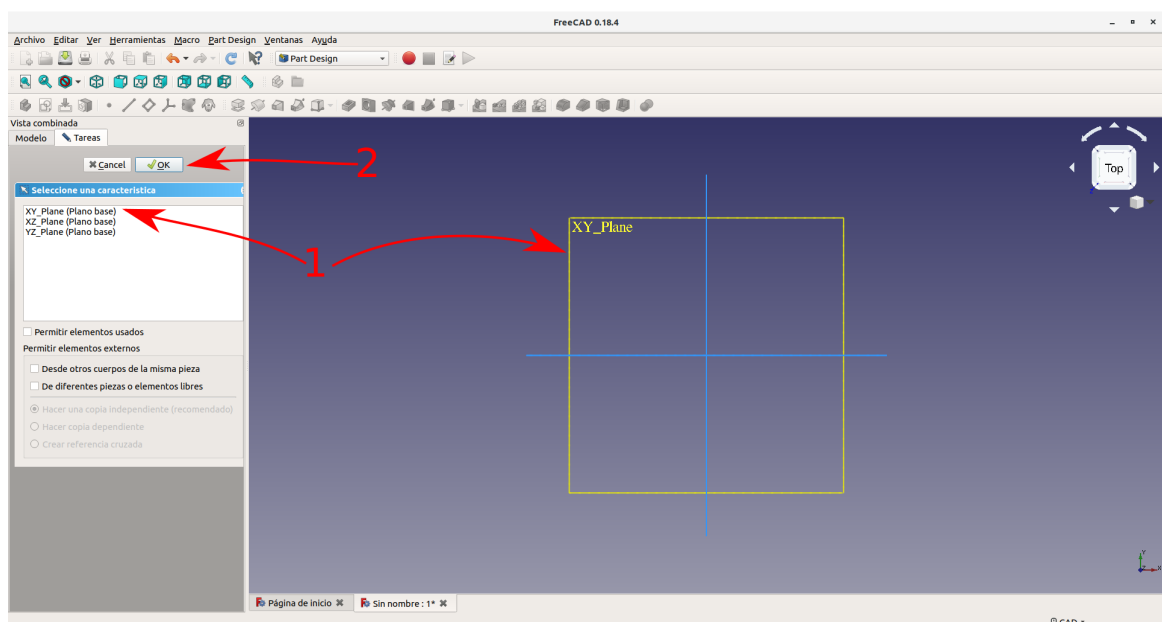 FreeCAD 0.18.4
Archivo Editar Ver Herramientas Macro Part Design Ventanas Ayuda
Part Design
Vista combinada
Modelo Tareas
Cancel OK
2
Top
Z
Seleccione una característica
XY_Plane (Plano base)
XZ_Plane (Plano base)
YZ_Plane (Plano base)
XY_Plane
1
Permitir elementos usados
Permitir elementos externos
Desde otros cuerpos de la misma pieza
De diferentes piezas o elementos libres
Hacer una copia independiente (recomendado)
Hacer copia dependiente
Crear referencia cruzada
Y
Z X
Página de inicio Sin nombre : 1*
CAD